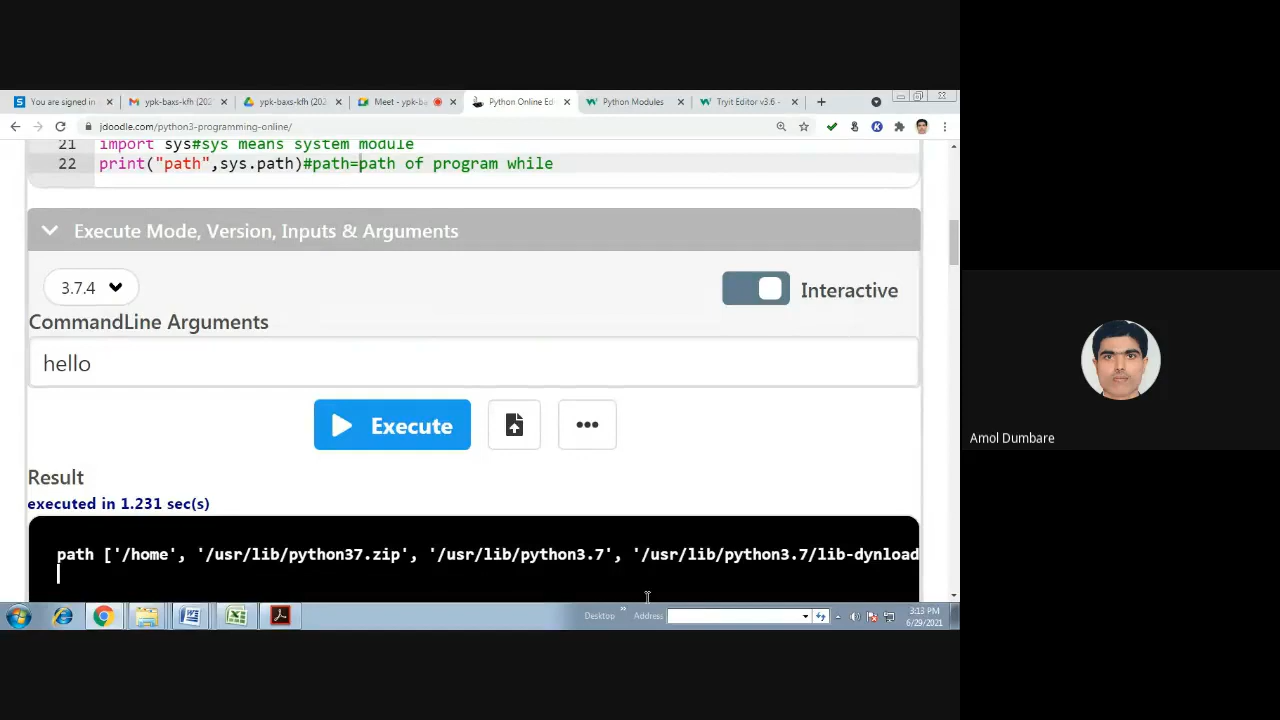 You are signed in
ypk-baxs-kfh (202
ypk-baxs-kfh (202
Meet - ypk-ba
Python Online Ed
Python Modules
Tryit Editor v3.6 -
jdoodle.com/python3-programming-online/
21 import sys#sys means system module
22 print("path",sys.path)#path=path of program while
Execute Mode, Version, Inputs & Arguments
3.7.4
Interactive
CommandLine Arguments
hello
Execute
Result
executed in 1.231 sec(s)
path ['/home', '/usr/lib/python37.zip', '/usr/lib/python3.7', '/usr/lib/python3.7/lib-dynload
Desktop
Address
3:13 PM
6/29/2021
Amol Dumbare